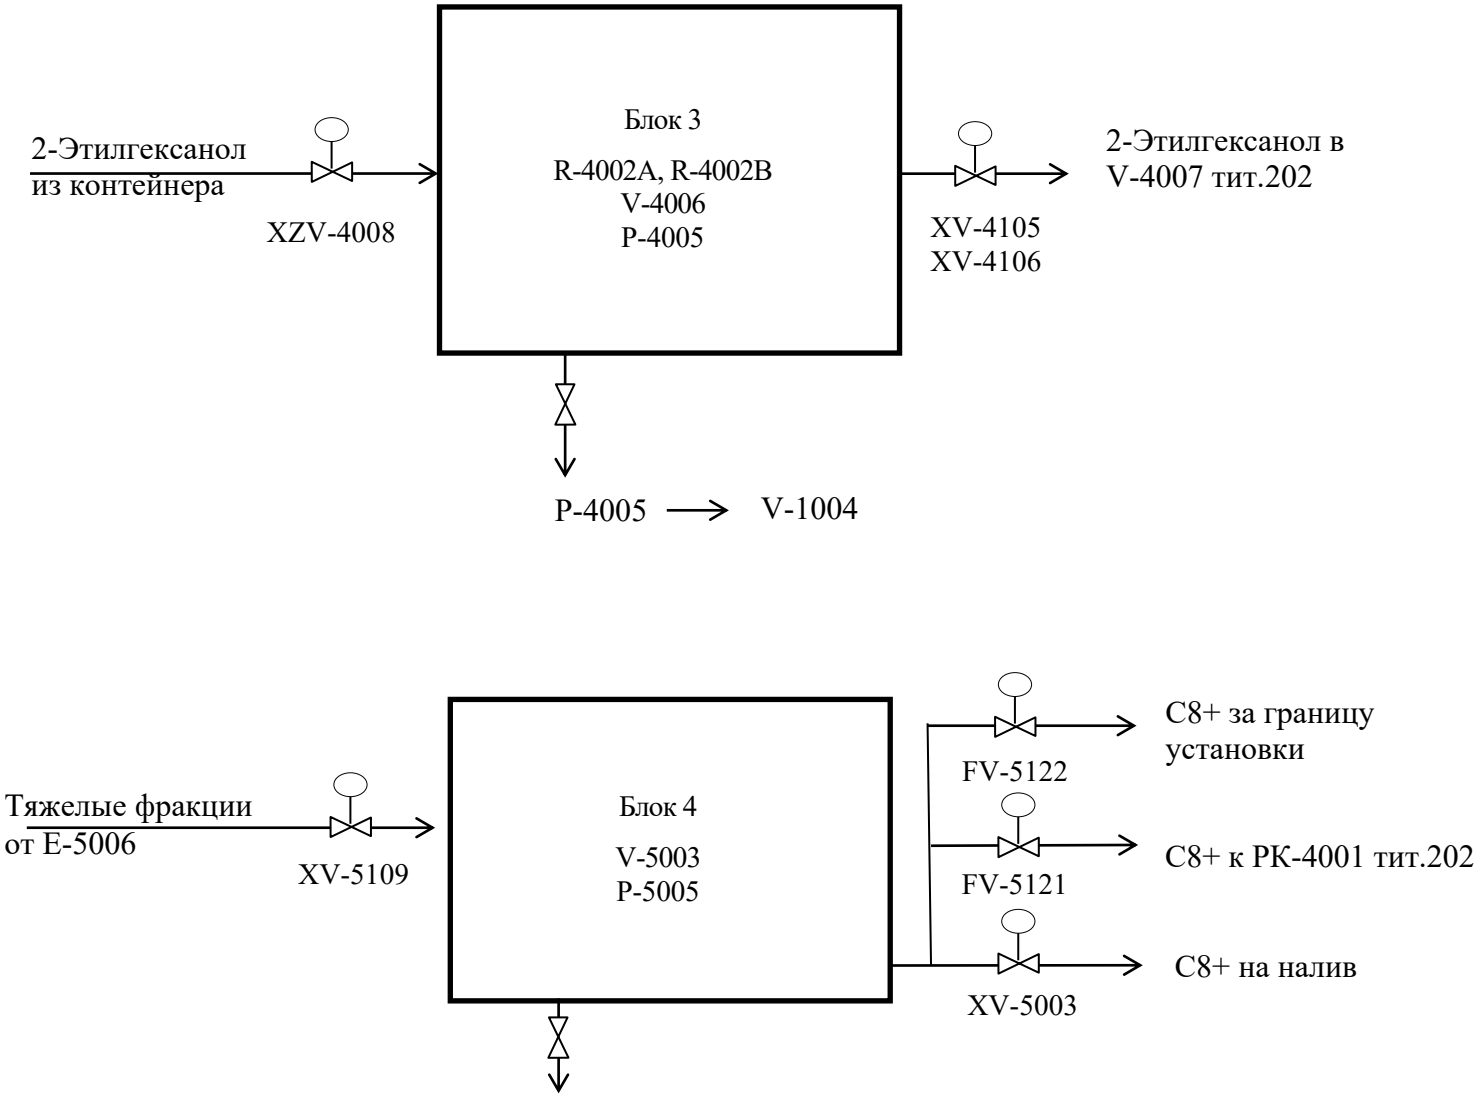 Блок 3
R-4002A, R-4002B
V-4006
P-4005
2-Этилгексанол
из контейнера
XZV-4008
2-Этилгексанол в
V-4007 тит.202
XV-4105
XV-4106
P-4005
V-1004
Тяжелые фракции
от E-5006
XV-5109
Блок 4
V-5003
P-5005
C8+ за границу
установки
FV-5122
C8+ к РК-4001 тит.202
FV-5121
C8+ на налив
XV-5003